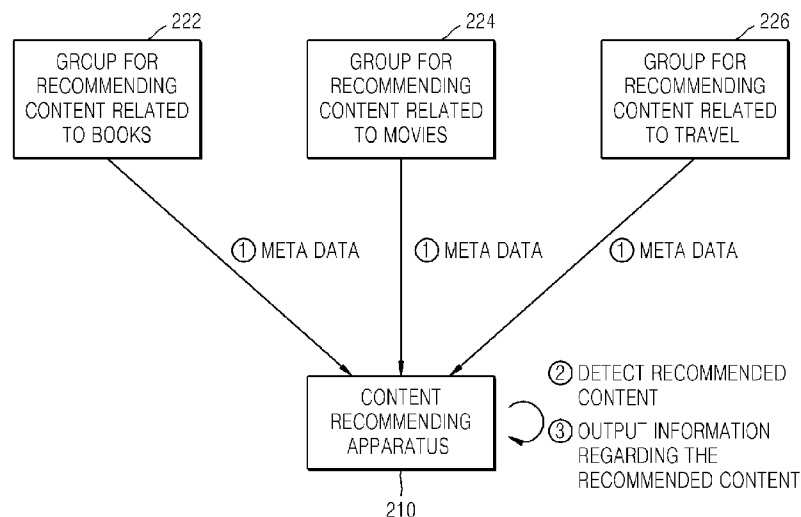 222
GROUP FOR
RECOMMENDING
CONTENT RELATED
TO BOOKS
224
GROUP FOR
RECOMMENDING
CONTENT RELATED
TO MOVIES
226
GROUP FOR
RECOMMENDING
CONTENT RELATED
TO TRAVEL
① META DATA
① META DATA
① META DATA
CONTENT
RECOMMENDING
APPARATUS
210
② DETECT RECOMMENDED
CONTENT
③ OUTPUT INFORMATION
REGARDING THE
RECOMMENDED CONTENT